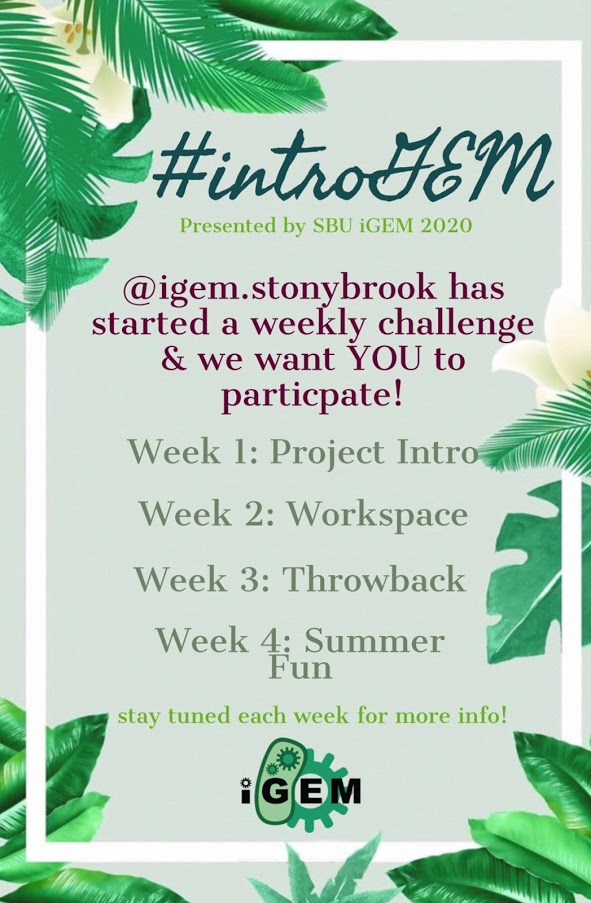 #introGEM
Presented by SBU iGEM 2020
@igem.stonybrook has
started a weekly challenge
& we want YOU to
particpate!
Week 1: Project Intro
Week 2: Workspace
Week 3: Throwback
Week 4: Summer
Fun
stay tuned each week for more info!
iGEM